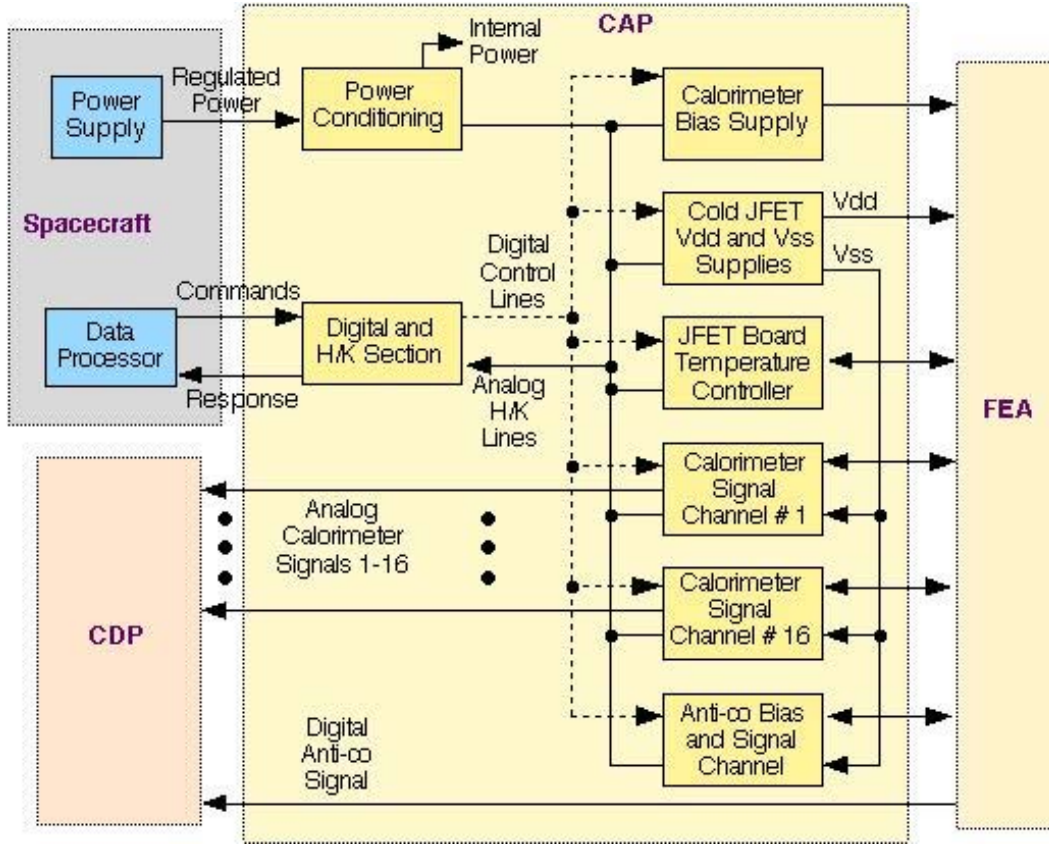 CAP
Internal
Power
Regulated
Power
Power
Supply
Power
Conditioning
Calorimeter
Bias Supply
FEA
Spacecraft
Cold JFET
Vdd and Vss
Supplies
Vdd
Vss
Digital
Control
Lines
Commands
Data
Processor
Digital and
H/K Section
Response
Analog
H/K
Lines
JFET Board
Temperature
Controller
Calorimeter
Signal
Channel # 1
Analog
Calorimeter
Signals 1-16
CDP
Calorimeter
Signal
Channel # 16
Digital
Anti-co
Signal
Anti-co Bias
and Signal
Channel